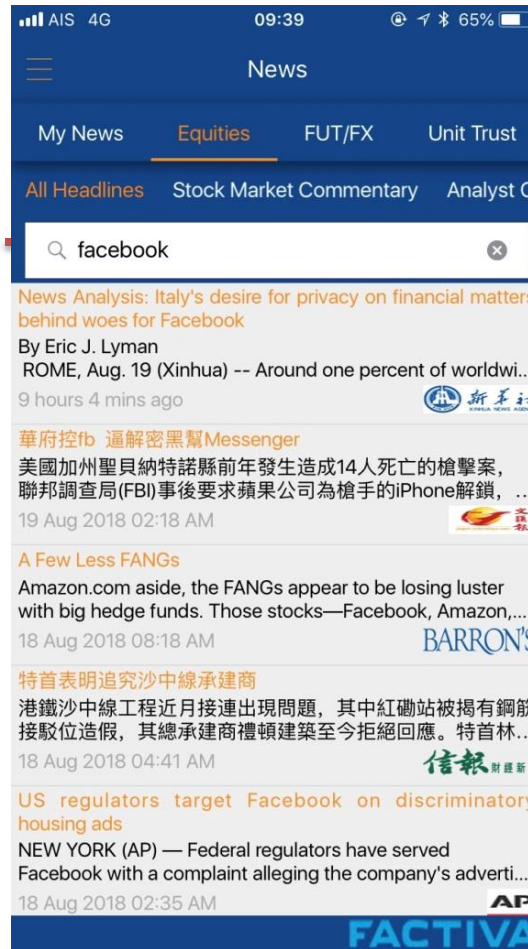 AIS 4G 09:39 65%
News
My News Equities FUT/FX Unit Trust
All Headlines Stock Market Commentary Analyst
facebook
News Analysis: Italy's desire for privacy on financial matters
behind woes for Facebook
By Eric J. Lyman
ROME, Aug. 19 (Xinhua) -- Around one percent of worldwi...
9 hours 4 mins ago
XINHUA NEWS AGEN
華府控fb 逼解密黑幫Messenger
美國加州聖貝納特諾縣前年發生造成14人死亡的槍擊案，
聯邦調查局(FBI)事後要求蘋果公司為槍手的iPhone解鎖，...
19 Aug 2018 02:18 AM
文匯報
A Few Less FANGs
Amazon.com aside, the FANGs appear to be losing luster
with big hedge funds. Those stocks—Facebook, Amazon,...
18 Aug 2018 08:18 AM
BARRON'S
特首表明追究沙中線承建商
港鐵沙中線工程近月接連出現問題，其中紅磡站被揭有鋼筋
接駁位造假，其總承建商禮頓建築至今拒絕回應。特首林...
18 Aug 2018 04:41 AM
信報 財經新
US regulators target Facebook on discriminatory
housing ads
NEW YORK (AP) — Federal regulators have served
Facebook with a complaint alleging the company's adverti...
18 Aug 2018 02:35 AM
AP
FACTIVA